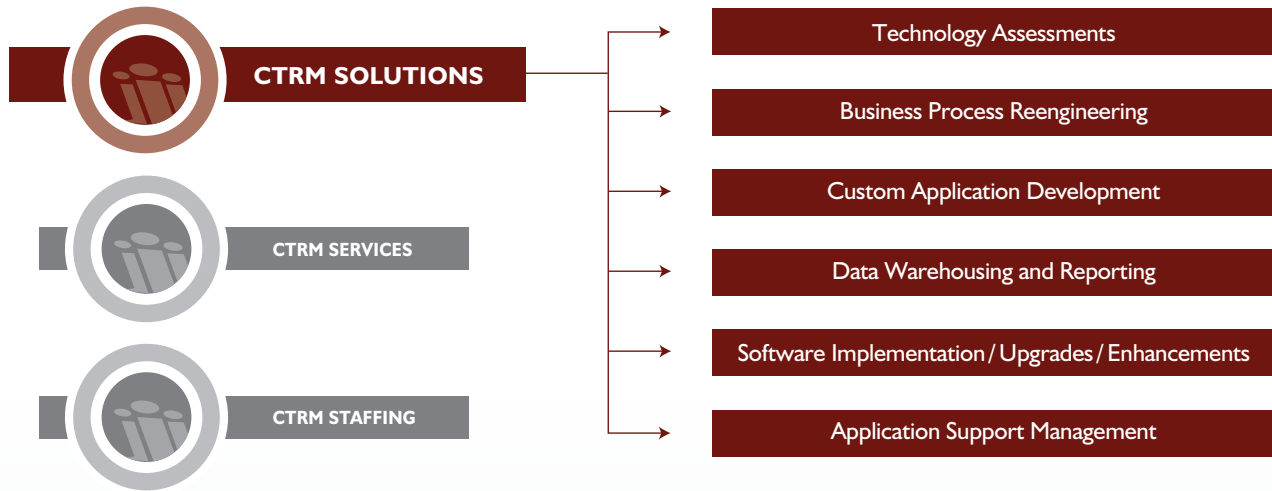 CTRM SOLUTIONS
CTRM SERVICES
CTRM STAFFING
Technology Assessments
Business Process Reengineering
Custom Application Development
Data Warehousing and Reporting
Software Implementation / Upgrades / Enhancements
Application Support Management